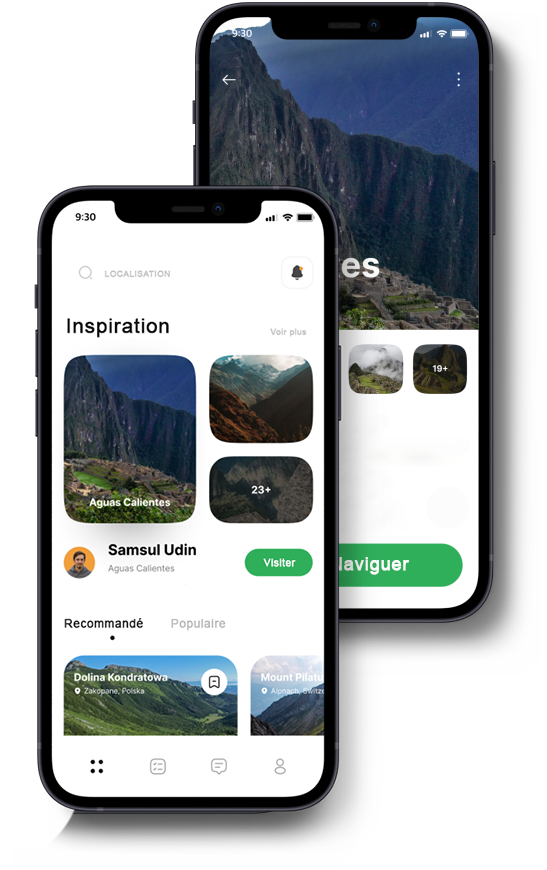 9:30
es
19+
Naviguer
9:30
LOCALISATION
Inspiration
Voir plus
Aguas Calientes
23+
Samsul Udin
Aguas Calientes
Visiter
Recommandé
Populaire
Dolina Kondratowa
Zakopane, Polska
Mount Pilatu
Alpnach, Switze